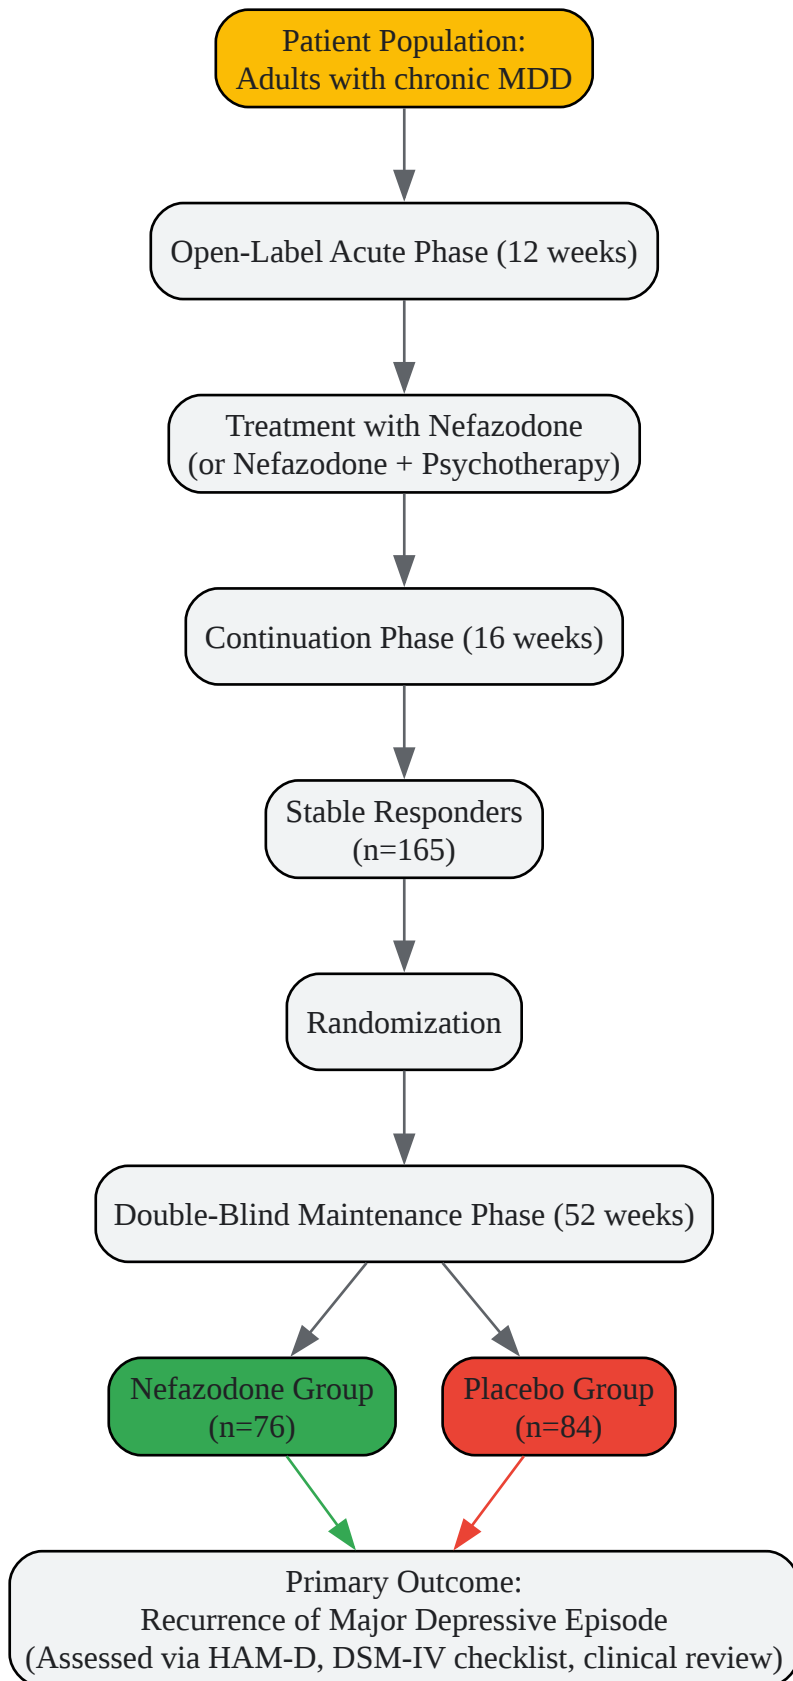 Patient Population:
Adults with chronic MDD
Open-Label Acute Phase (12 weeks)
Treatment with Nefazodone
(or Nefazodone + Psychotherapy)
Continuation Phase (16 weeks)
Stable Responders
(n=165)
Randomization
Double-Blind Maintenance Phase (52 weeks)
Nefazodone Group
(n=76)
Placebo Group
(n=84)
Primary Outcome:
Recurrence of Major Depressive Episode
(Assessed via HAM-D, DSM-IV checklist, clinical review)